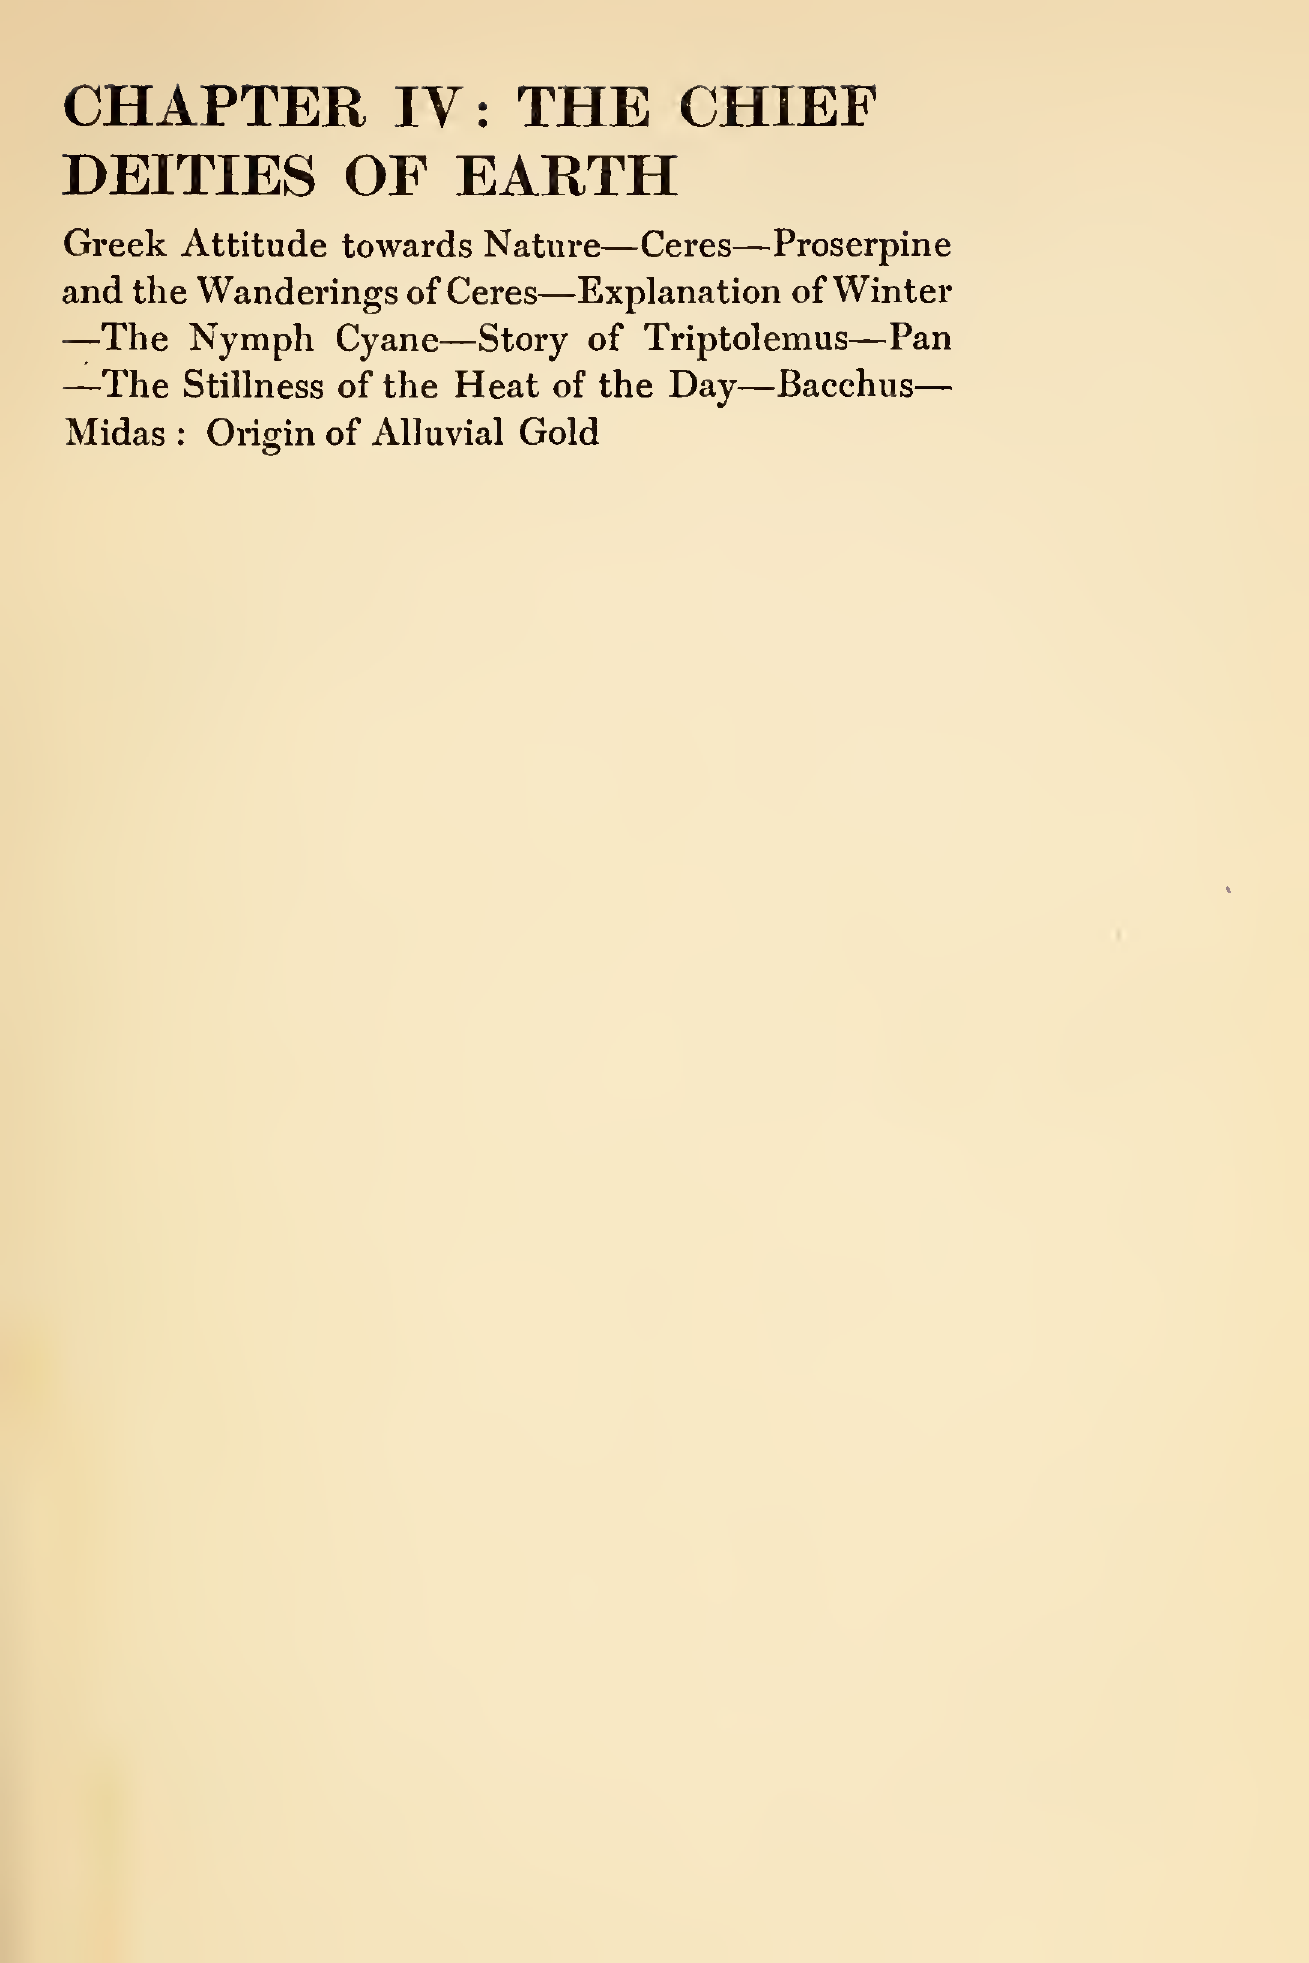 CHAPTER IV: THE CHIEF
DEITIES OF EARTH
Greek Attitude towards Nature—Ceres—Proserpine
and the Wanderings of Ceres—Explanation of Winter
—The Nymph Cyane—Story of Triptolemus—Pan
—The Stillness of the Heat of the Day—Bacchus—
Midas: Origin of Alluvial Gold